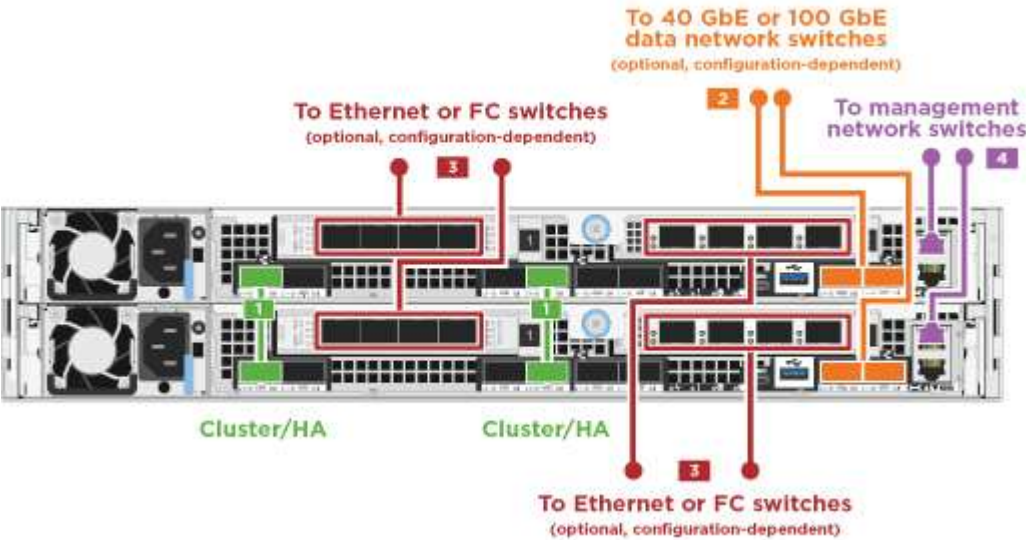 To 40 GbE or 100 GbE
data network switches
(optional, configuration-dependent)
2
To management
network switches
4
To Ethernet or FC switches
(optional, configuration-dependent)
3
1
1
1
1
Cluster/HA
Cluster/HA
3
To Ethernet or FC switches
(optional, configuration-dependent)